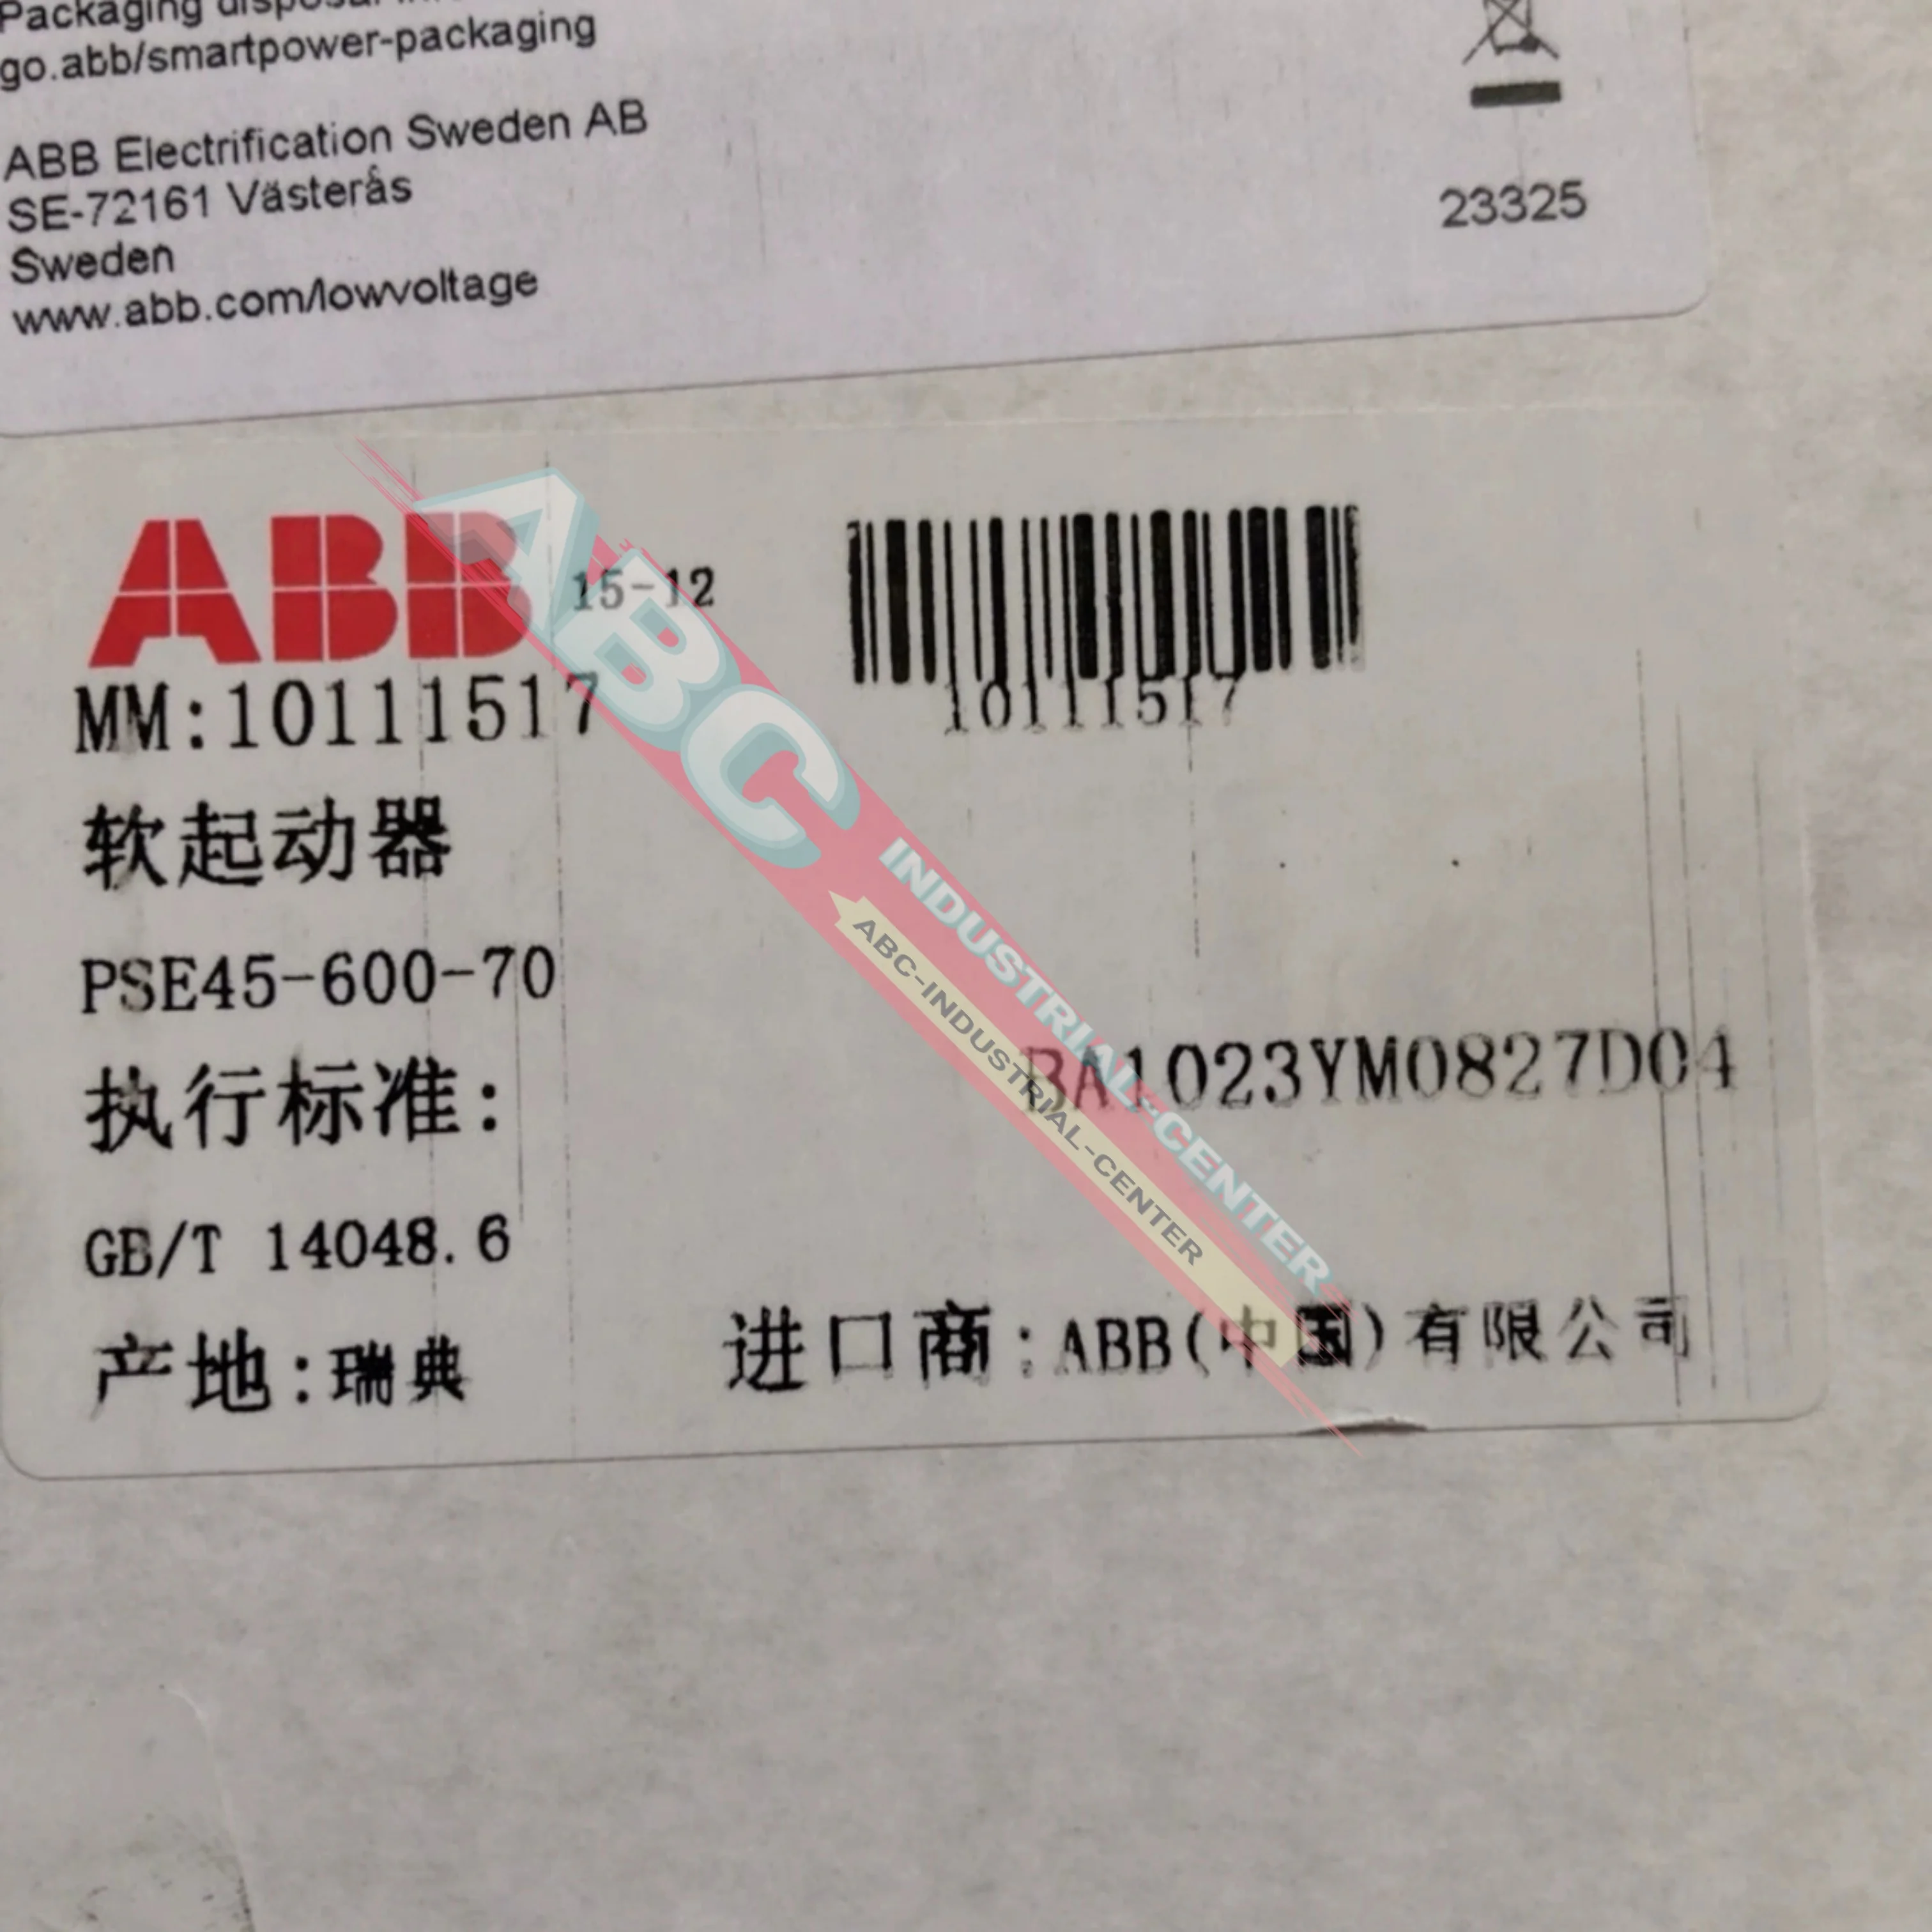 Packaging disposal
go.abb/smartpower-packaging
ABB Electrification Sweden AB
SE-72161 Västerås
Sweden
www.abb.com/lowvoltage
23325
ABB
15-12
MM:10111517
10111517
软起动器
PSE45-600-70
执行标准:
BA1023YM0827D04
GB/T 14048.6
产地:瑞典
进口商:ABB(中国)有限公司
ABC
INDUSTRIAL-CENTER
ABC-INDUSTRIAL-CENTER